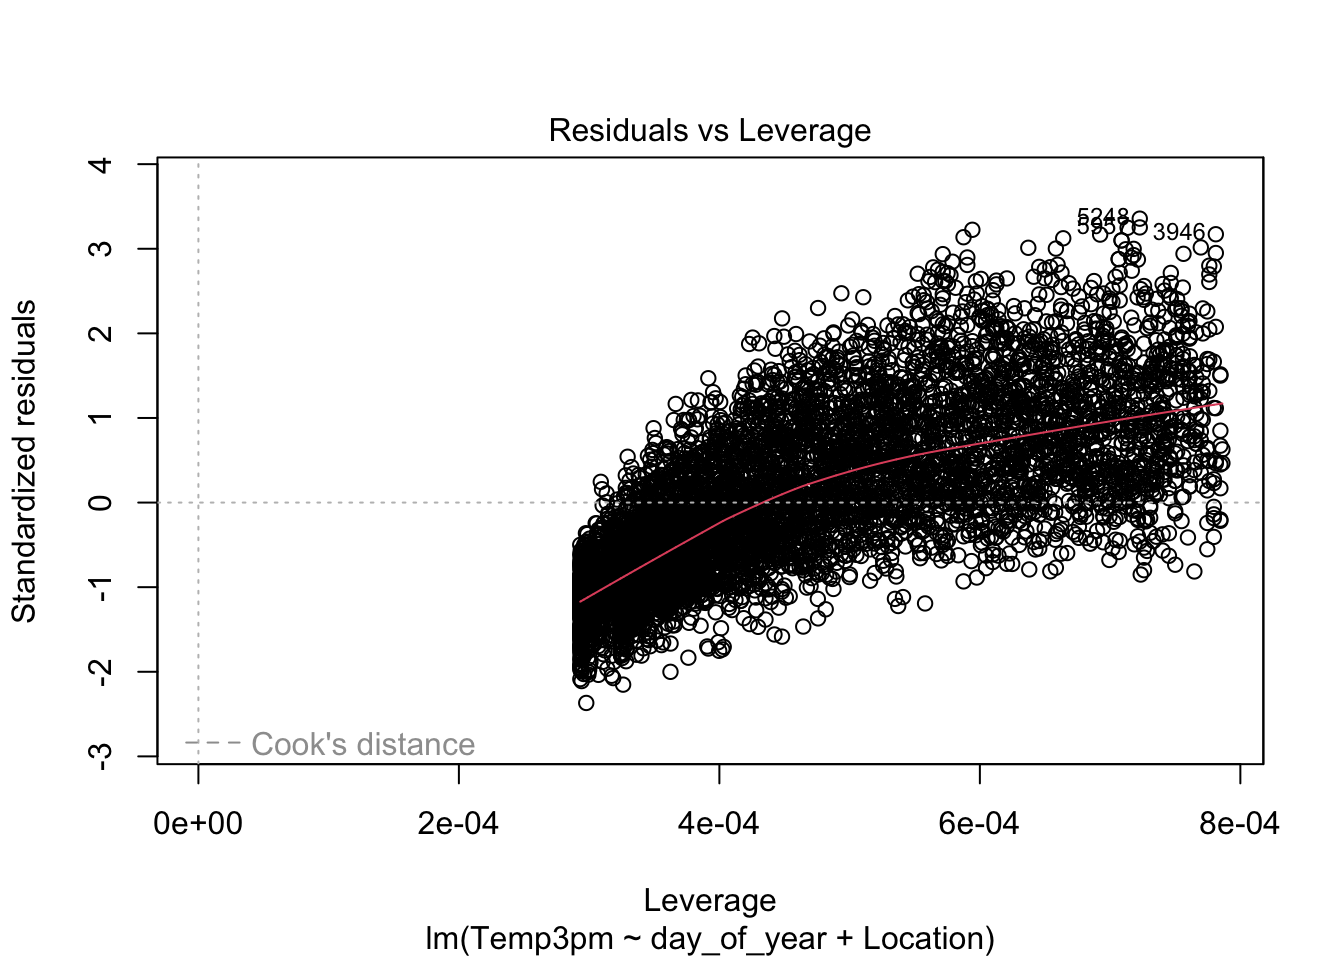 Residuals vs Leverage
Standardized residuals
4
3
2
1
0
-1
-2
-3
5248
5957
3946
Cook's distance
0e+00 2e-04 4e-04 6e-04 8e-04
Leverage
lm(Temp3pm ~ day_of_year + Location)